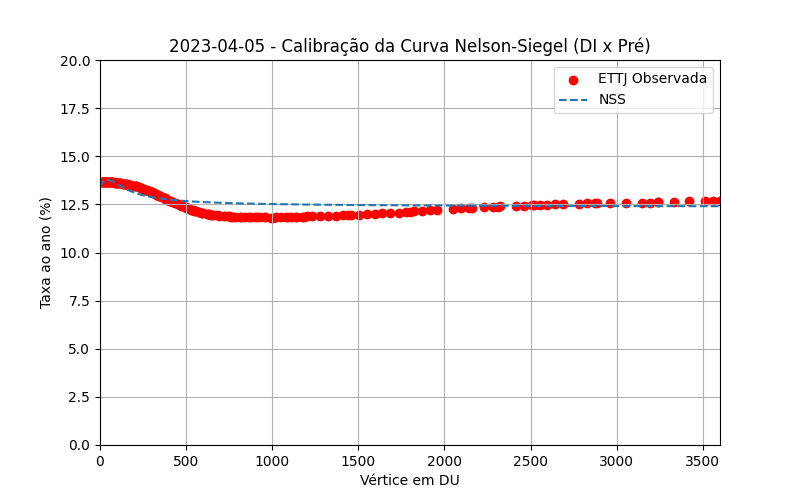 2023-04-05 - Calibração da Curva Nelson-Siegel (DI x Pré)
20.0
17.5
15.0
12.5
10.0
7.5
5.0
2.5
0.0
Taxa ao ano (%)
ETTJ Observada
NSS
0 500 1000 1500 2000 2500 3000 3500
Vértice em DU